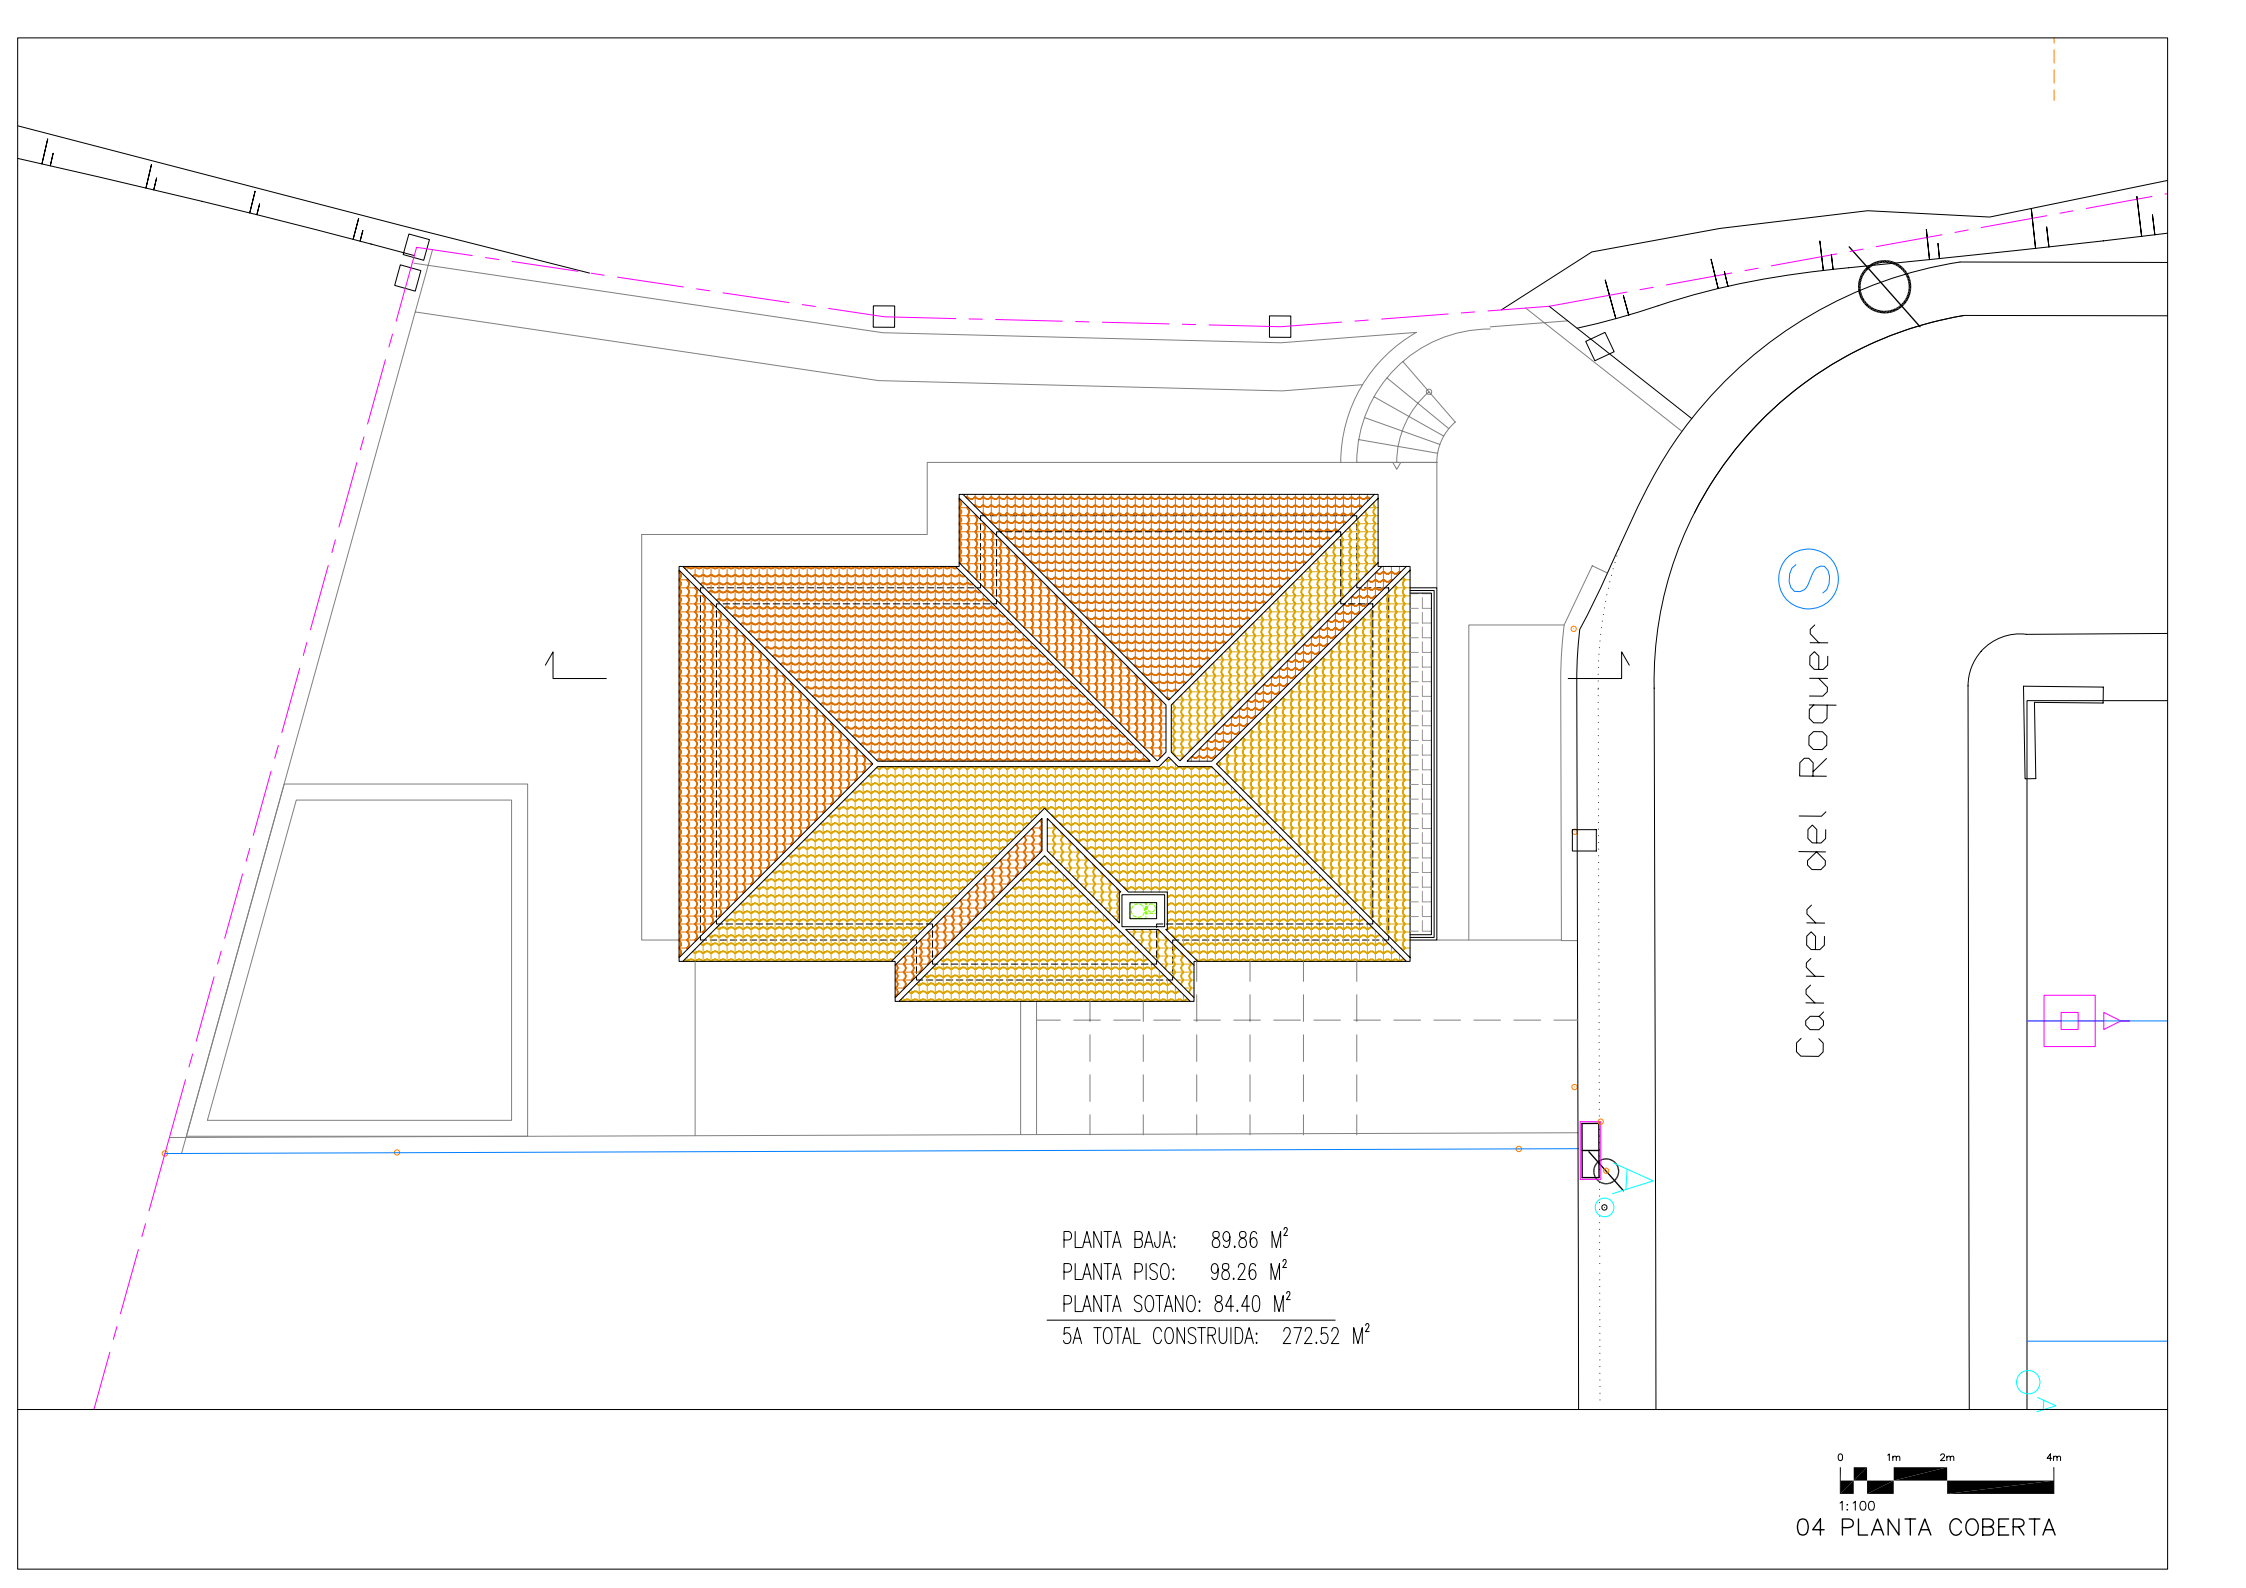 S
Carrer del Roquer
A
PLANTA BAJA: 89.86 M²
PLANTA PISO: 98.26 M²
PLANTA SOTANO: 84.40 M²
5A TOTAL CONSTRUIDA: 272.52 M²
A
0 1m 2m 4m
1:100
04 PLANTA COBERTA